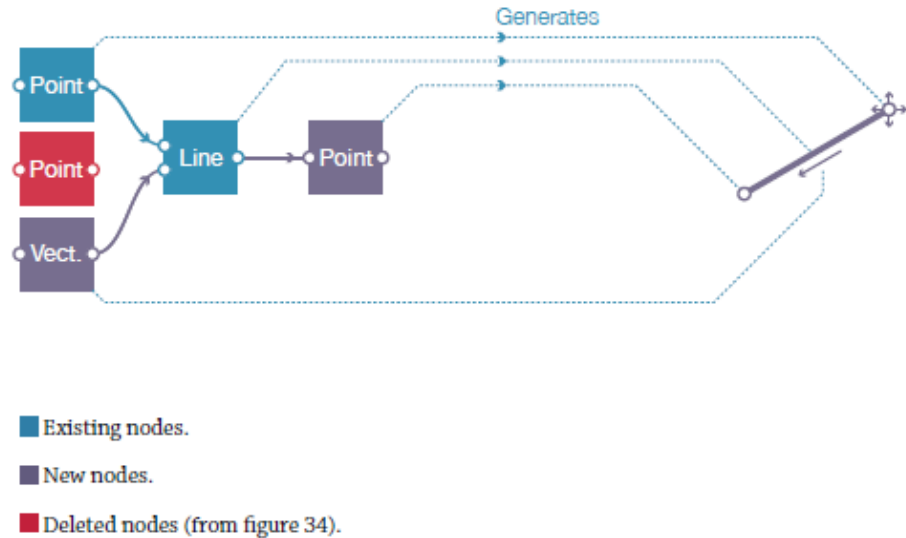 Generates
Point
Line
Point
Point
Vect.
Existing nodes.
New nodes.
Deleted nodes (from figure 34).